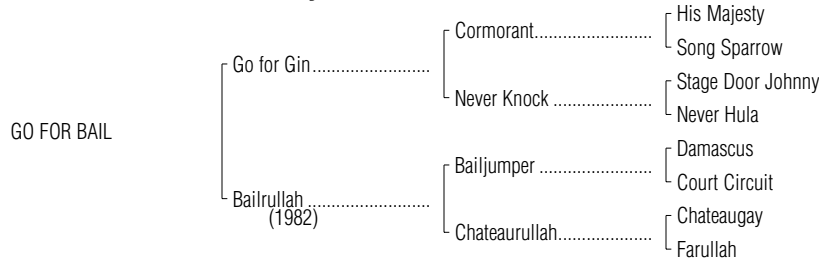 His Majesty
Cormorant..........................
Song Sparrow
Go for Gin..........................
Stage Door Johnny
Never Knock ......................
Never Hula
GO FOR BAIL
Damascus
Bailjumper .........................
Court Circuit
Bailrullah ...........................
(1982)
Chateaugay
Chateaurullah.....................
Farullah